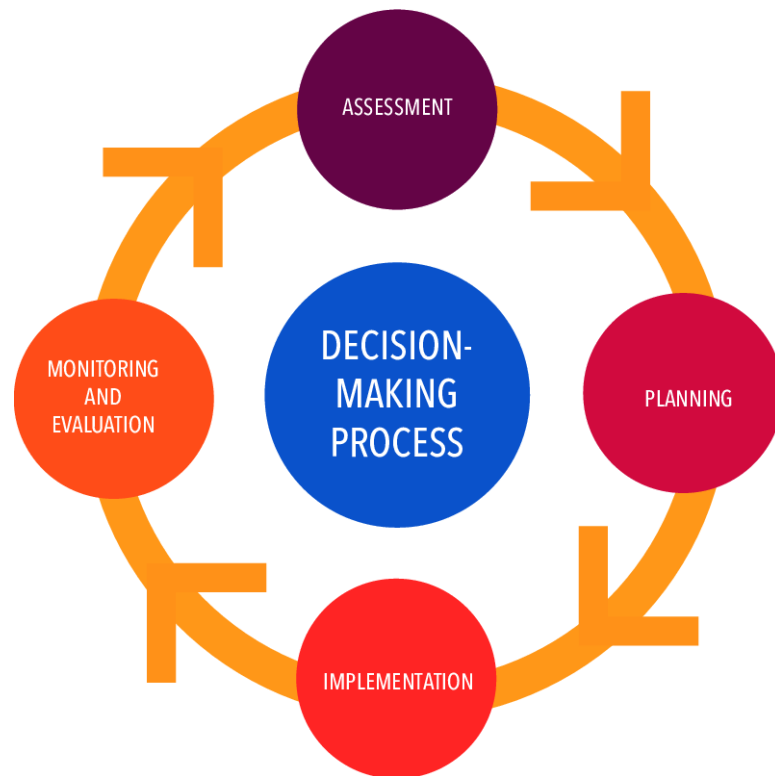 ASSESSMENT
DECISION-
MAKING
PROCESS
MONITORING
AND
EVALUATION
PLANNING
IMPLEMENTATION